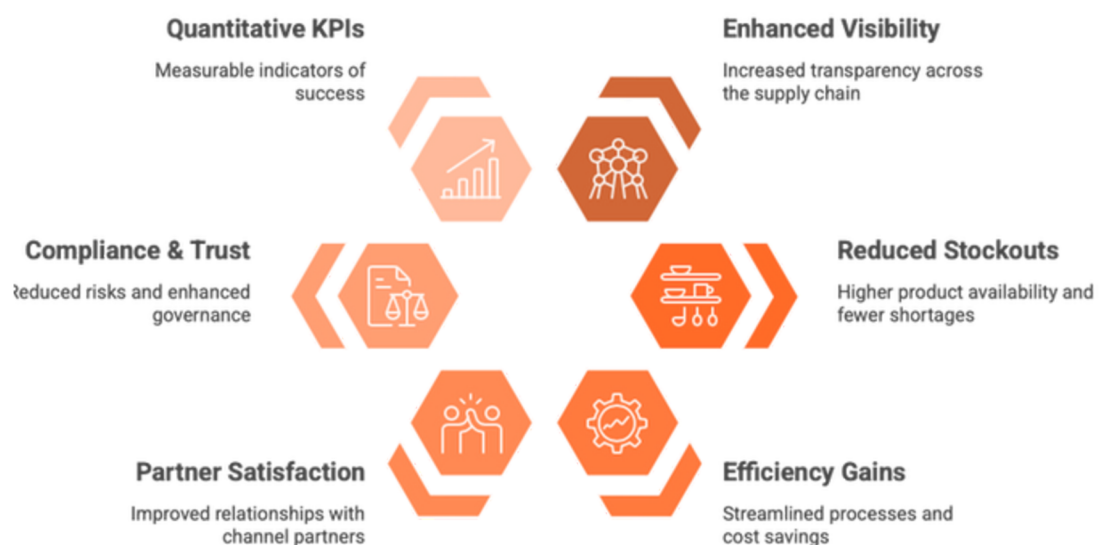 Quantitative KPIs
Measurable indicators of
success
Enhanced Visibility
Increased transparency across
the supply chain
Compliance & Trust
Reduced risks and enhanced
governance
Reduced Stockouts
Higher product availability and
fewer shortages
Partner Satisfaction
Improved relationships with
channel partners
Efficiency Gains
Streamlined processes and
cost savings